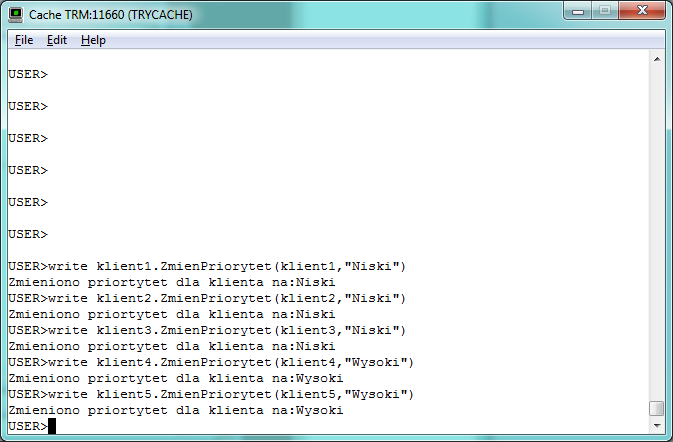 Cache TRM:11660 (TRYCACHE)
File Edit Help
USER>
USER>
USER>
USER>
USER>
USER>
USER>write klient1.ZmienPriorytet(klient1,"Niski")
Zmieniono priortytet dla klienta na:Niski
USER>write klient2.ZmienPriorytet(klient2,"Niski")
Zmieniono priortytet dla klienta na:Niski
USER>write klient3.ZmienPriorytet(klient3,"Niski")
Zmieniono priortytet dla klienta na:Niski
USER>write klient4.ZmienPriorytet(klient4,"Wysoki")
Zmieniono priortytet dla klienta na:Wysoki
USER>write klient5.ZmienPriorytet(klient5,"Wysoki")
Zmieniono priortytet dla klienta na:Wysoki
USER>